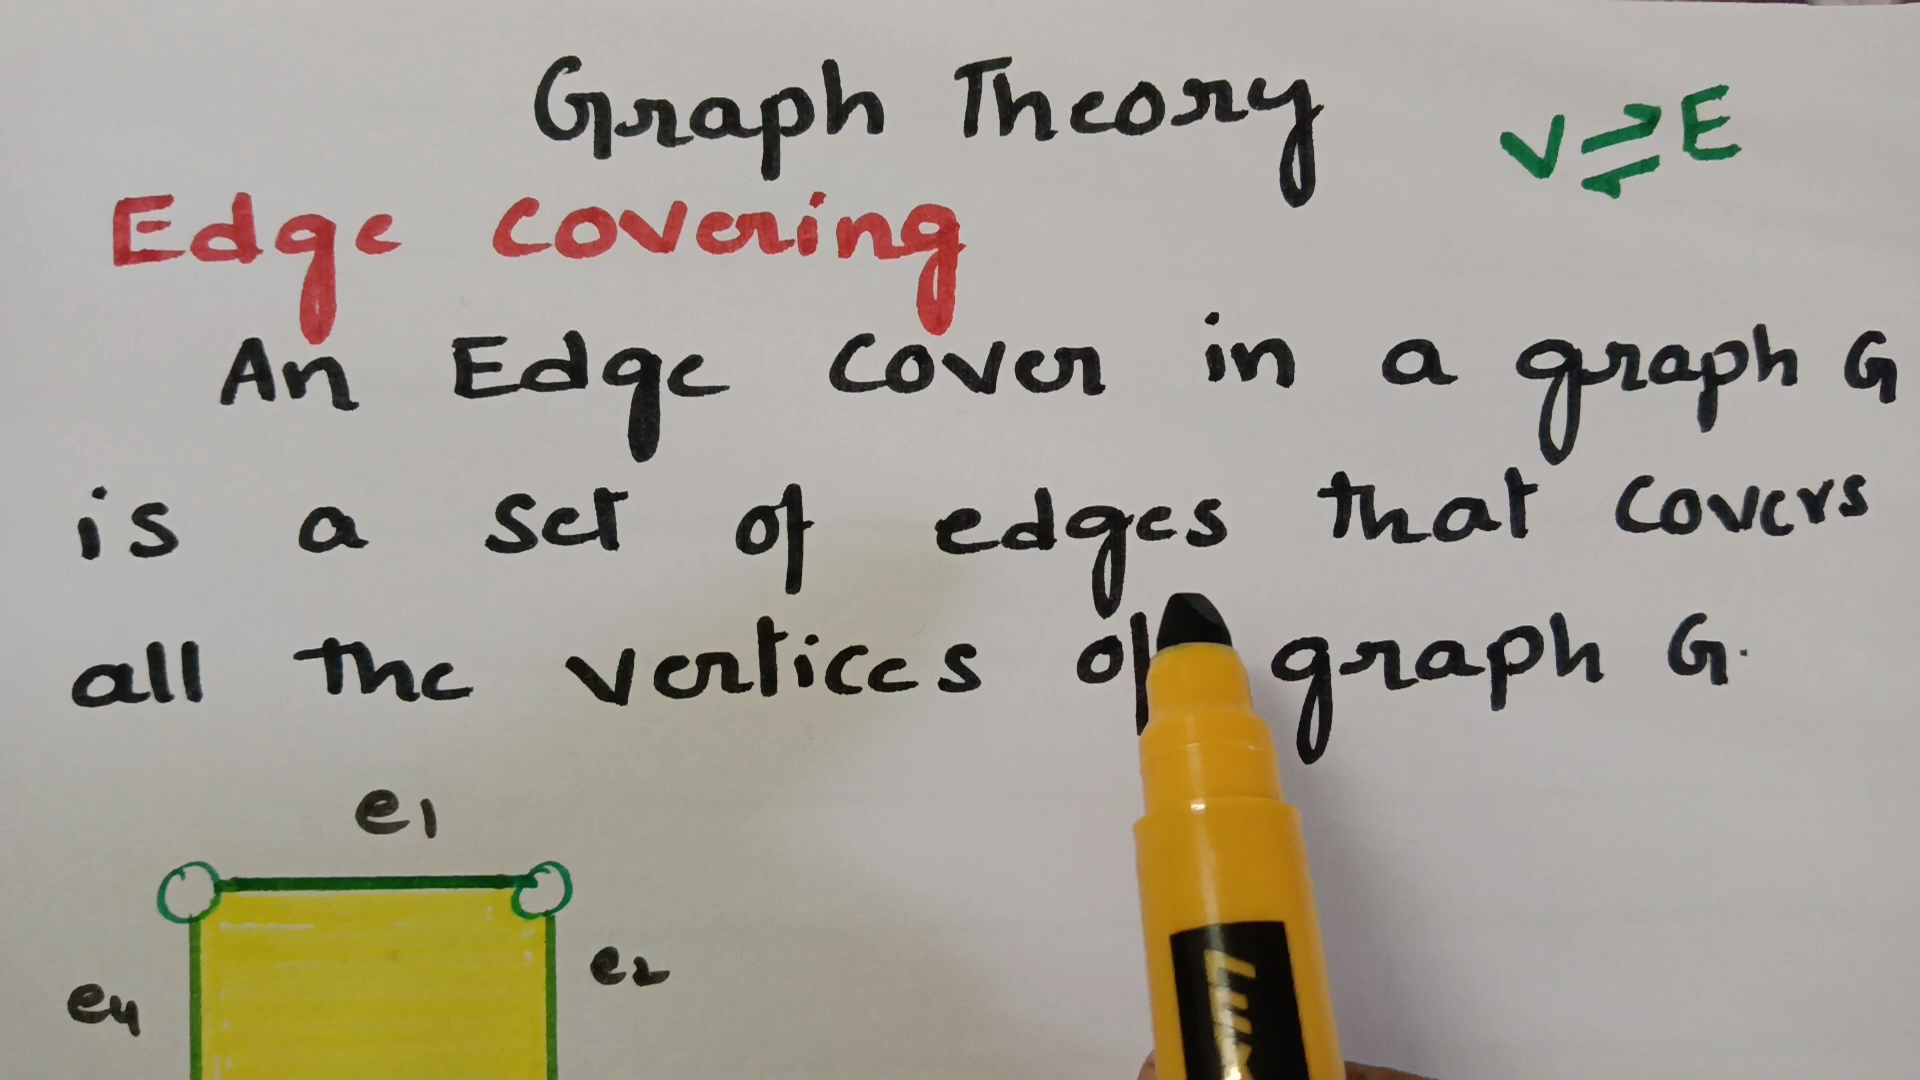 Graph Theory
V ⇌ E
Edge Covering
An Edge Cover in a graph G
is a set of edges that covers
all the vertices of graph G.
e1
e2
e4